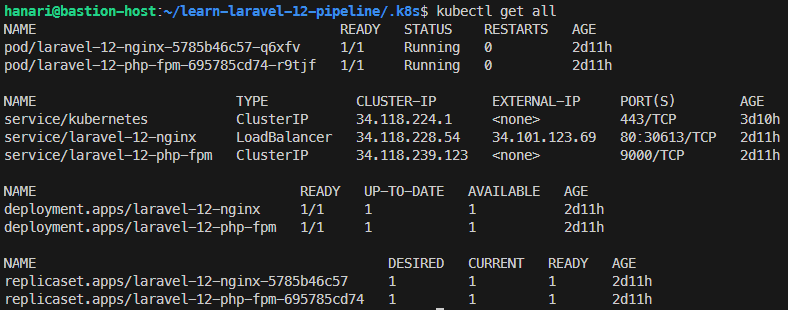 hanari@bastion-host:~/learn-laravel-12-pipeline/.k8s$ kubectl get all
NAME READY STATUS RESTARTS AGE
pod/laravel-12-nginx-5785b46c57-q6xfv 1/1 Running 0 2d11h
pod/laravel-12-php-fpm-695785cd74-r9tjf 1/1 Running 0 2d11h
NAME TYPE CLUSTER-IP EXTERNAL-IP PORT(S) AGE
service/kubernetes ClusterIP 34.118.224.1 <none> 443/TCP 3d10h
service/laravel-12-nginx LoadBalancer 34.118.228.54 34.101.123.69 80:30613/TCP 2d11h
service/laravel-12-php-fpm ClusterIP 34.118.239.123 <none> 9000/TCP 2d11h
NAME READY UP-TO-DATE AVAILABLE AGE
deployment.apps/laravel-12-nginx 1/1 1 1 2d11h
deployment.apps/laravel-12-php-fpm 1/1 1 1 2d11h
NAME DESIRED CURRENT READY AGE
replicaset.apps/laravel-12-nginx-5785b46c57 1 1 1 2d11h
replicaset.apps/laravel-12-php-fpm-695785cd74 1 1 1 2d11h